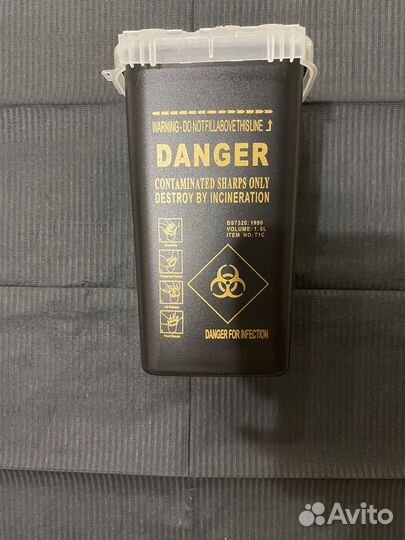 WARNING - DO NOT FILL ABOVE THIS LINE
DANGER
CONTAMINATED SHARPS ONLY
DESTROY BY INCINERATION
BS7320:1990
VOLUME: 1.0L
ITEM NO: T1C
DANGER FOR INFECTION
Avito